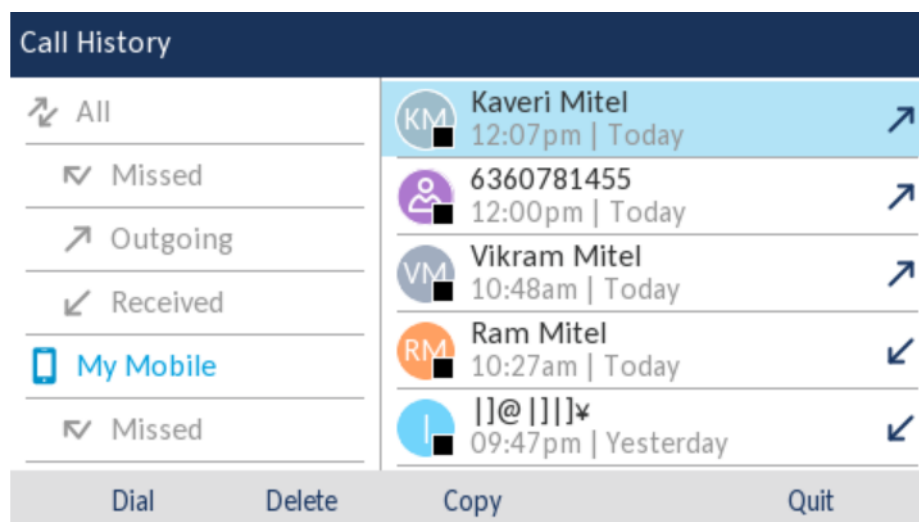 Call History
All
Missed
Outgoing
Received
My Mobile
Missed
KM
Kaveri Mitel
12:07pm | Today
6360781455
12:00pm | Today
VM
Vikram Mitel
10:48am | Today
RM
Ram Mitel
10:27am | Today
|
|]@|]|]¥
09:47pm | Yesterday
Dial Delete Copy Quit